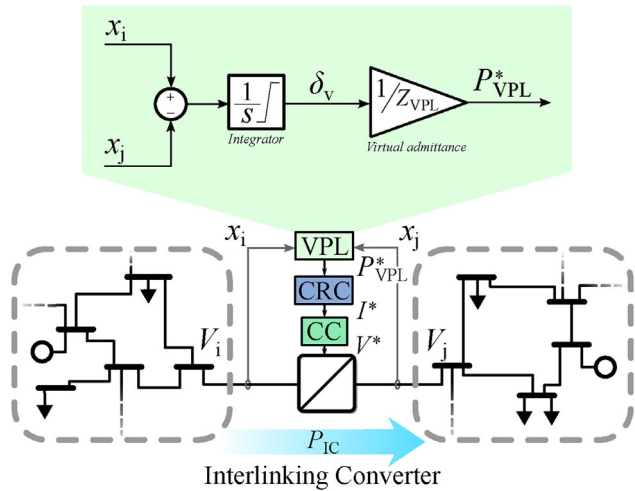 x_i
+
−
x_j
1/s
Integrator
δ_v
1/Z_VPL
Virtual admittance
P*_VPL
x_i
VPL
x_j
P*_VPL
CRC
I*
CC
V*
V_i
V_j
P_IC
Interlinking Converter